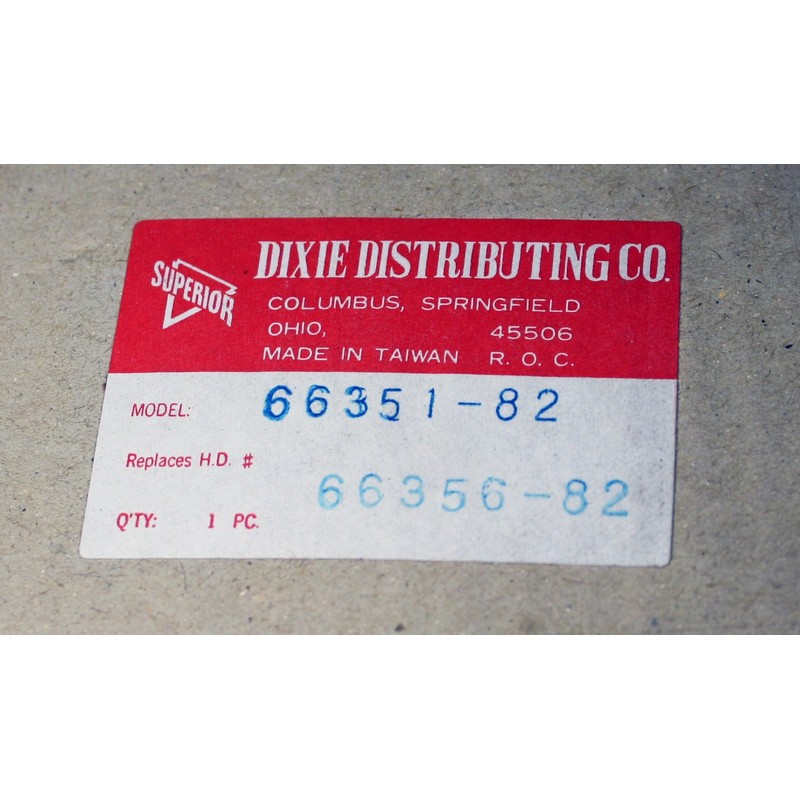 SUPERIOR
DIXIE DISTRIBUTING CO.
COLUMBUS, SPRINGFIELD
OHIO, 45506
MADE IN TAIWAN R. O. C.
MODEL: 66351-82
Replaces H.D. #
66356-82
Q'TY: 1 PC.